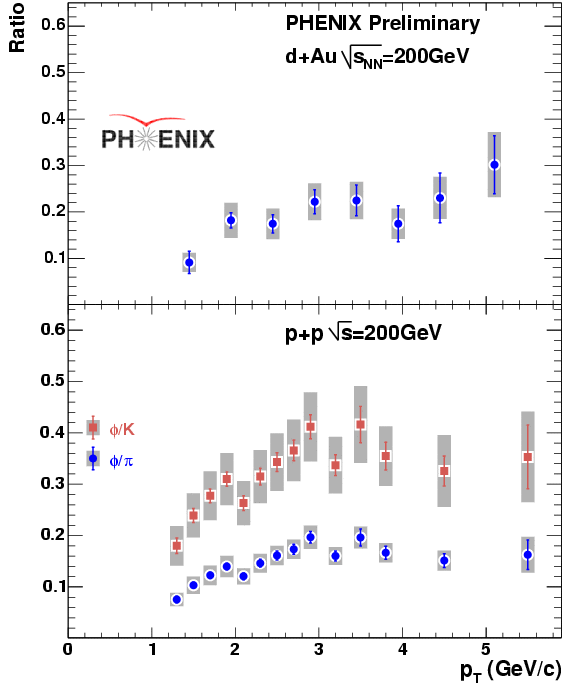 Ratio
PHENIX Preliminary
d+Au √s_NN=200GeV
PHENIX
0.6
0.5
0.4
0.3
0.2
0.1
p+p √s=200GeV
0.6
0.5
0.4
0.3
0.2
0.1
ϕ/K
ϕ/π
0 1 2 3 4 5
p_T (GeV/c)